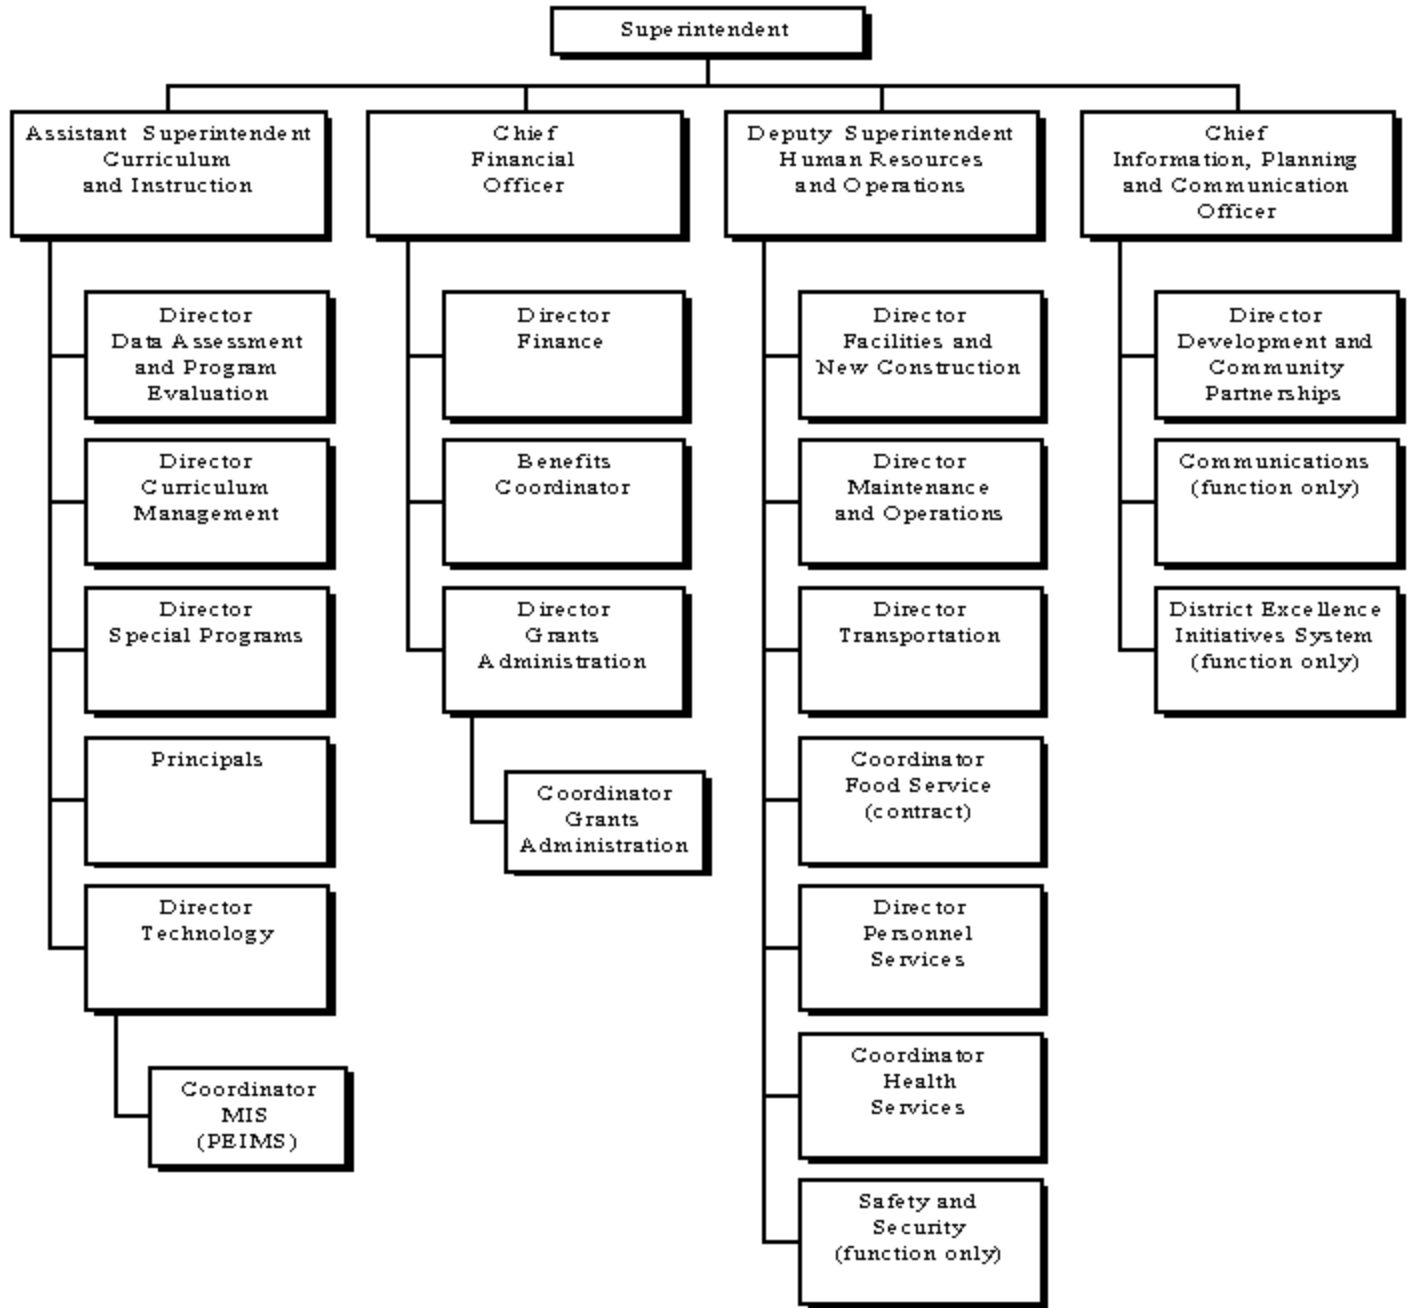 Superintendent
Assistant Superintendent
Curriculum
and Instruction
Chief
Financial
Officer
Deputy Superintendent
Human Resources
and Operations
Chief
Information, Planning
and Communication
Officer
Director
Data Assessment
and Program
Evaluation
Director
Curriculum
Management
Director
Special Programs
Principals
Director
Technology
Coordinator
MIS
(PEIMS)
Director
Finance
Benefits
Coordinator
Director
Grants
Administration
Coordinator
Grants
Administration
Director
Facilities and
New Construction
Director
Maintenance
and Operations
Director
Transportation
Coordinator
Food Service
(contract)
Director
Personnel
Services
Coordinator
Health
Services
Safety and
Security
(function only)
Director
Development and
Community
Partnerships
Communications
(function only)
District Excellence
Initiatives System
(function only)